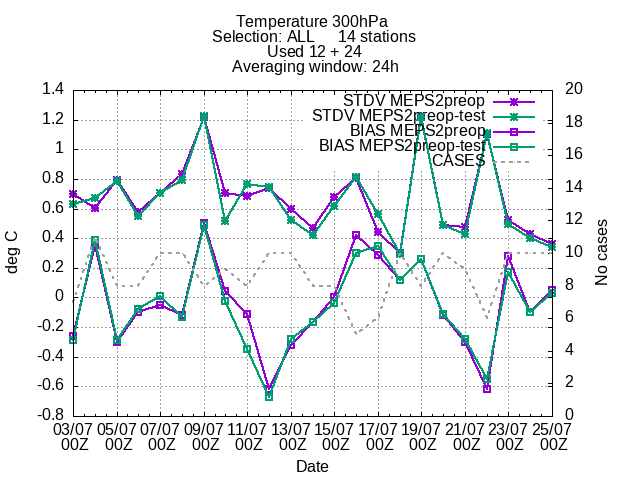 Temperature 300hPa
Selection: ALL 14 stations
Used 12 + 24
Averaging window: 24h
STDV MEPS2preop
STDV MEPS2preop-test
BIAS MEPS2preop
BIAS MEPS2preop-test
CASES
deg C
1.4
1.2
1
0.8
0.6
0.4
0.2
0
-0.2
-0.4
-0.6
-0.8
20
18
16
14
12
10
8
6
4
2
0
No cases
03/07 05/07 07/07 09/07 11/07 13/07 15/07 17/07 19/07 21/07 23/07 25/07
00Z 00Z 00Z 00Z 00Z 00Z 00Z 00Z 00Z 00Z 00Z 00Z
Date